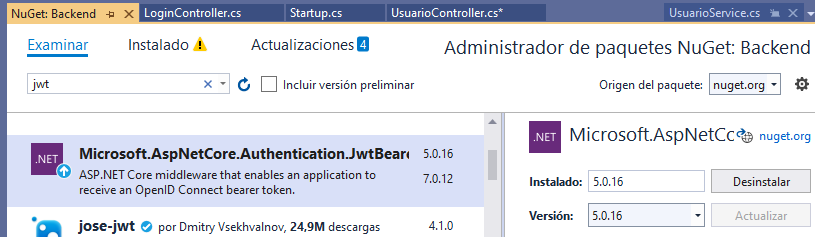 NuGet: Backend LoginController.cs Startup.cs UsuarioController.cs* UsuarioService.cs
Examinar Instalado Actualizaciones 4
Administrador de paquetes NuGet: Backend
jwt Incluir versión preliminar Origen del paquete: nuget.org
.NET Microsoft.AspNetCore.Authentication.JwtBeare 5.0.16
ASP.NET Core middleware that enables an application to 7.0.12
receive an OpenID Connect bearer token.
jose-jwt por Dmitry Vsekhvalnov, 24,9M descargas 4.1.0
.NET Microsoft.AspNetCc nuget.org
Instalado: 5.0.16 Desinstalar
Versión: 5.0.16 Actualizar